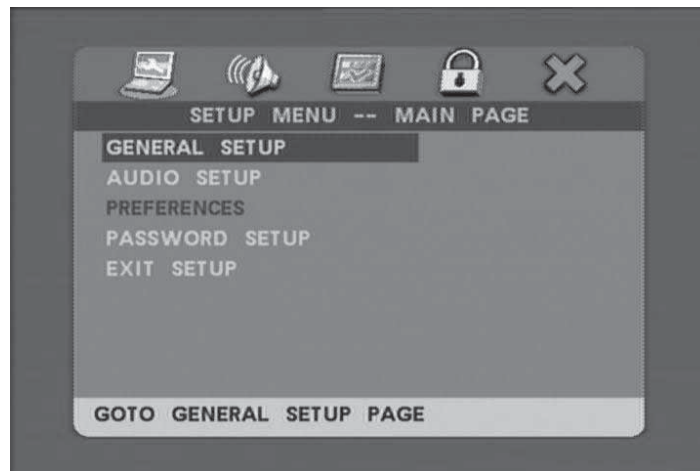 SETUP MENU -- MAIN PAGE
GENERAL SETUP
AUDIO SETUP
PREFERENCES
PASSWORD SETUP
EXIT SETUP
GOTO GENERAL SETUP PAGE